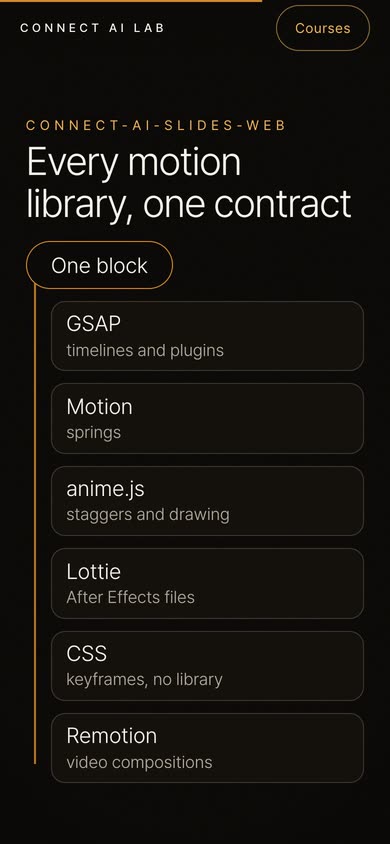 CONNECT AI LAB
Courses
CONNECT-AI-SLIDES-WEB
Every motion
library, one contract
One block
GSAP
timelines and plugins
Motion
springs
anime.js
staggers and drawing
Lottie
After Effects files
CSS
keyframes, no library
Remotion
video compositions